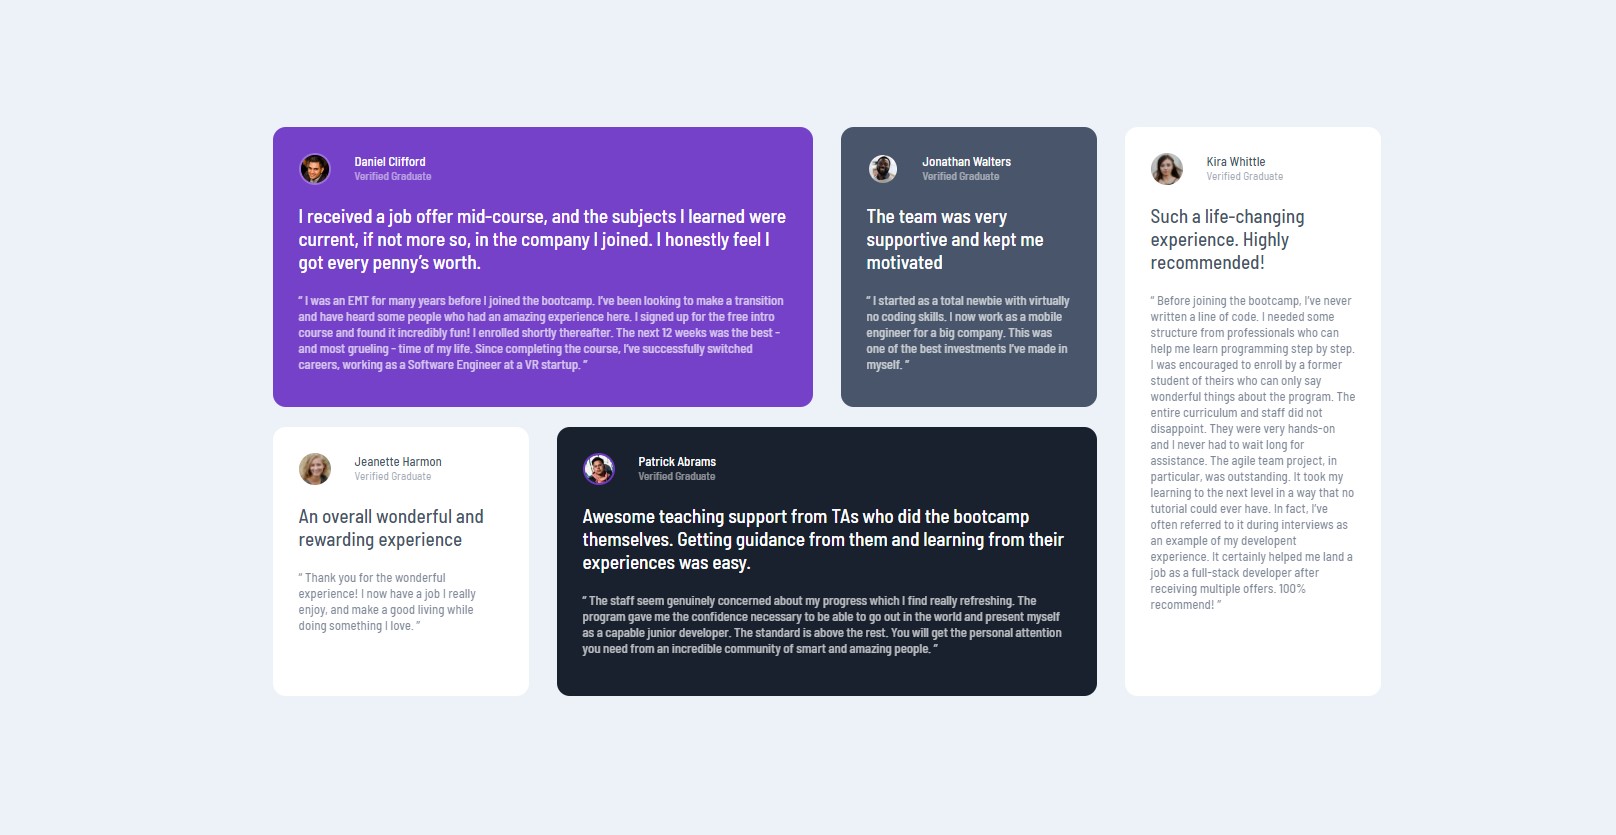 Daniel Clifford
Verified Graduate
I received a job offer mid-course, and the subjects I learned were
current, if not more so, in the company I joined. I honestly feel I
got every penny’s worth.
“ I was an EMT for many years before I joined the bootcamp. I’ve been looking to make a transition
and have heard some people who had an amazing experience here. I signed up for the free intro
course and found it incredibly fun! I enrolled shortly thereafter. The next 12 weeks was the best -
and most grueling - time of my life. Since completing the course, I’ve successfully switched
careers, working as a Software Engineer at a VR startup. ”
Jonathan Walters
Verified Graduate
The team was very
supportive and kept me
motivated
“ I started as a total newbie with virtually
no coding skills. I now work as a mobile
engineer for a big company. This was
one of the best investments I’ve made in
myself. ”
Kira Whittle
Verified Graduate
Such a life-changing
experience. Highly
recommended!
“ Before joining the bootcamp, I’ve never
written a line of code. I needed some
structure from professionals who can
help me learn programming step by step.
I was encouraged to enroll by a former
student of theirs who can only say
wonderful things about the program. The
entire curriculum and staff did not
disappoint. They were very hands-on
and I never had to wait long for
assistance. The agile team project, in
particular, was outstanding. It took my
learning to the next level in a way that no
tutorial could ever have. In fact, I’ve
often referred to it during interviews as
an example of my developent
experience. It certainly helped me land a
job as a full-stack developer after
receiving multiple offers. 100%
recommend! ”
Jeanette Harmon
Verified Graduate
An overall wonderful and
rewarding experience
“ Thank you for the wonderful
experience! I now have a job I really
enjoy, and make a good living while
doing something I love. ”
Patrick Abrams
Verified Graduate
Awesome teaching support from TAs who did the bootcamp
themselves. Getting guidance from them and learning from their
experiences was easy.
“ The staff seem genuinely concerned about my progress which I find really refreshing. The
program gave me the confidence necessary to be able to go out in the world and present myself
as a capable junior developer. The standard is above the rest. You will get the personal attention
you need from an incredible community of smart and amazing people. ”